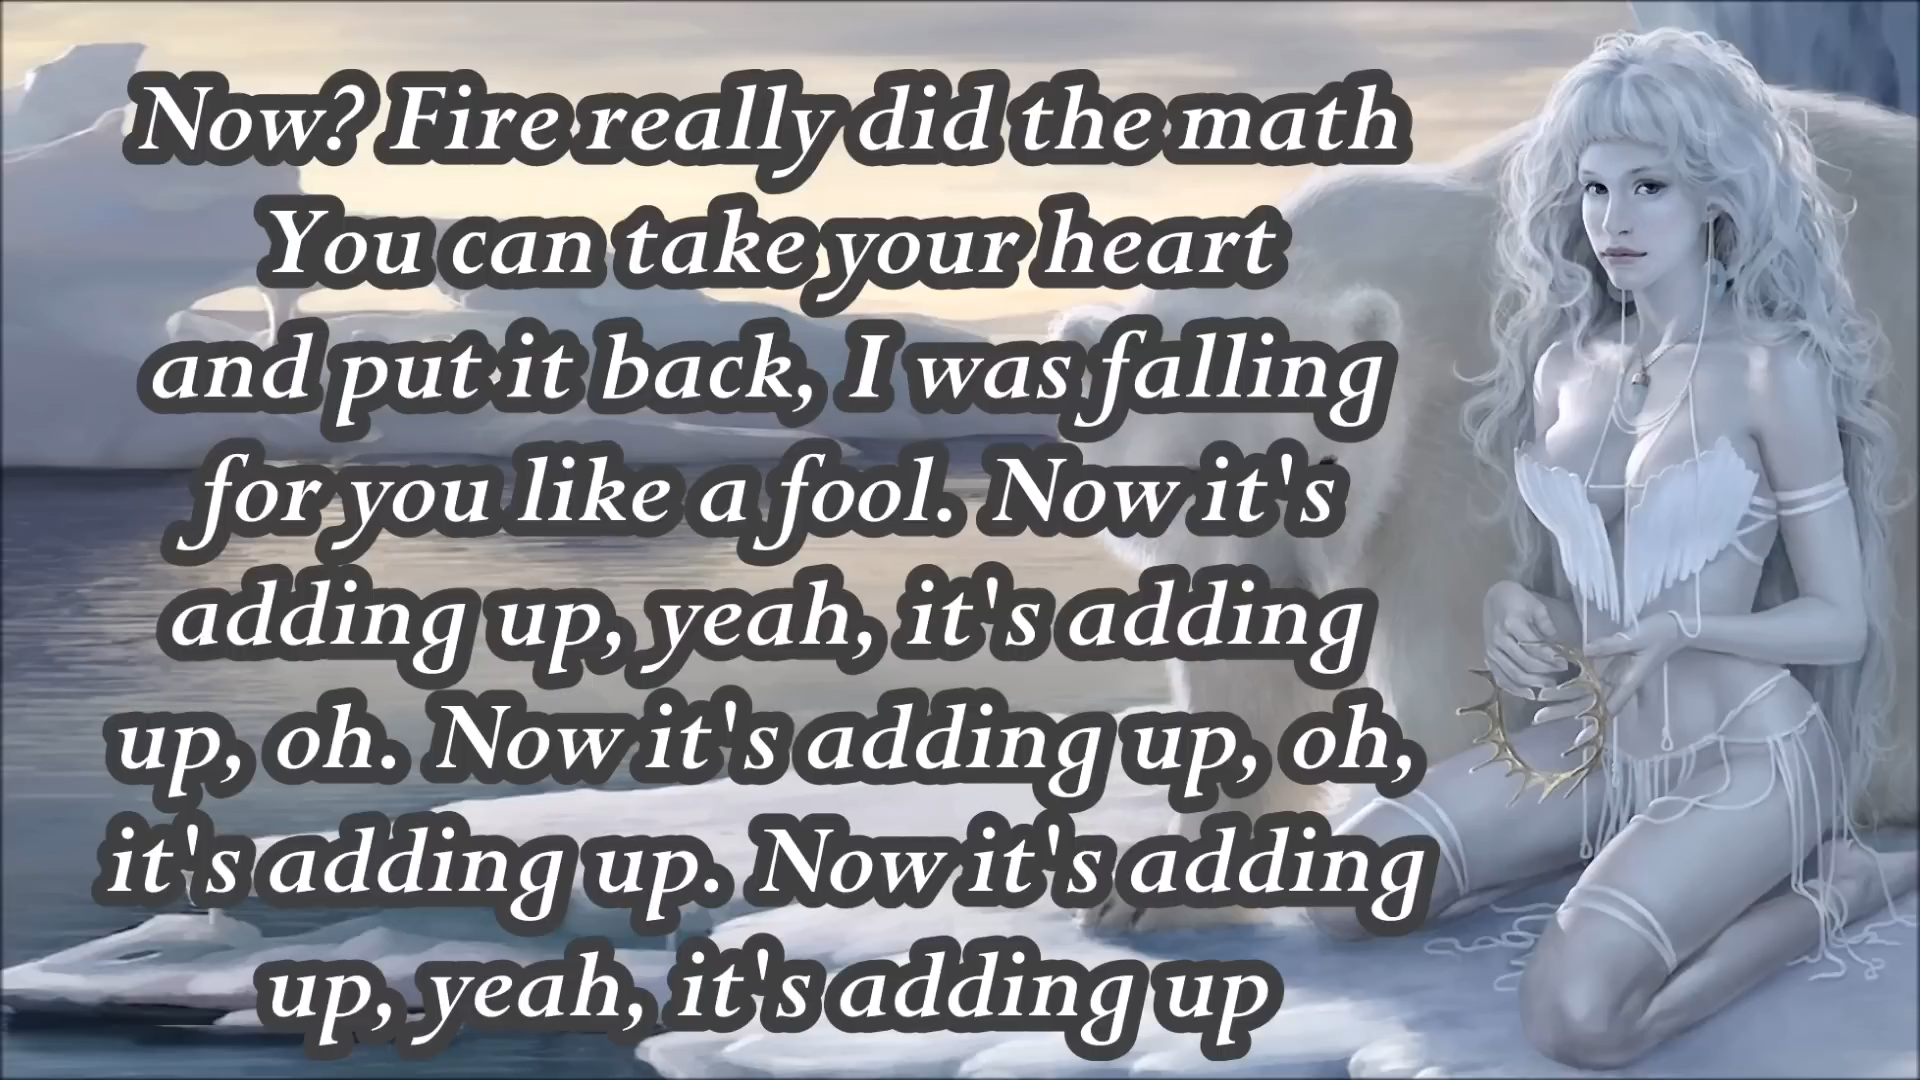 Now? Fire really did the math
You can take your heart
and put it back, I was falling
for you like a fool. Now it's
adding up, yeah, it's adding
up, oh. Now it's adding up, oh,
it's adding up. Now it's adding
up, yeah, it's adding up